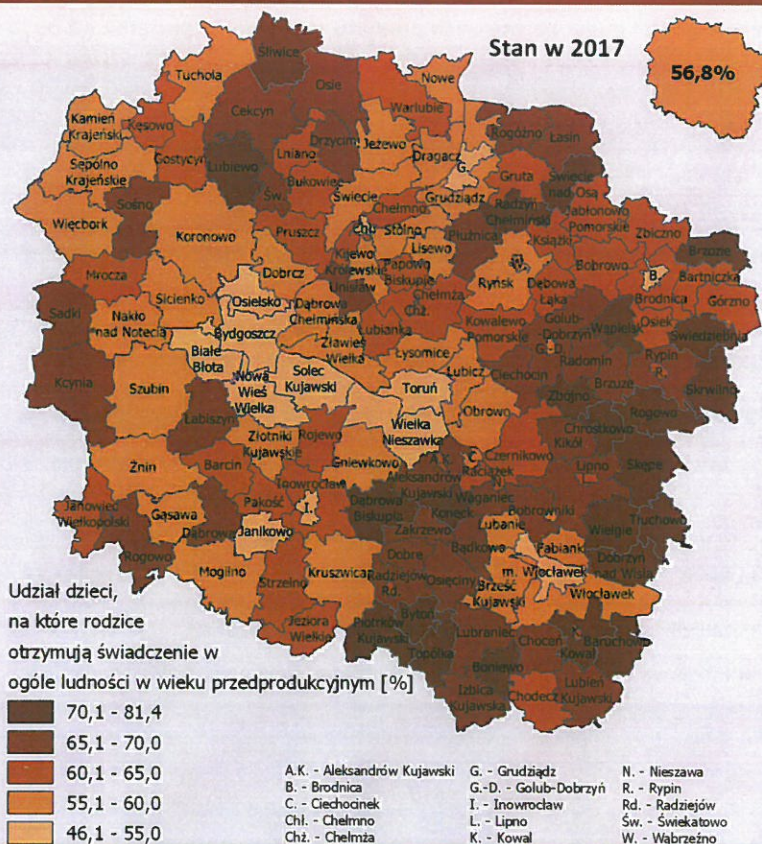 Stan w 2017
56,8%
Śliwice
Tuchola
Osie
Nowe
Cekcyn
Warlubie
Kamień
Krajeński
Kęsowo
Drzycim
Jeżewo
Rogóźno
Łasin
Gostycyn
Lubiewo
Lniano
Dragacz
G.
Sępólno
Krajeńskie
Bukowiec
Gruta
Świecie
nad Osą
Św.
Świecie
Grudziądz
Radzyń
Chełmiński
Sośno
Chełmno
Jabłonowo
Pomorskie
Więcbork
Koronowo
Pruszcz
Chł.
Stolno
Płużnica
Książki
Zbiczno
Lisewo
Kijewo
Królewskie
Papowo
Biskupie
Bobrowo
Brzozie
Mrocza
Dobrcz
Unisław
Ryńsk
Dębowa
Łąka
B.
Bartniczka
Sicienko
Osielsko
Dąbrowa
Chełmińska
Chełmża
Chż.
Brodnica
Górzno
Sadki
Nakło
nad Notecią
Bydgoszcz
Lubianka
Kowalewo
Pomorskie
Golub-
Dobrzyń
G.-D.
Wąpielsk
Osiek
Świedziebnia
Białe
Błota
Zławieś
Wielka
Łysomice
Radomin
Rypin
R.
Kcynia
Szubin
Nowa
Wieś
Wielka
Solec
Kujawski
Toruń
Lubicz
Ciechocin
Brzuze
Skrwilno
Zbójno
Łabiszyn
Wielka
Nieszawka
Obrowo
Rogowo
Złotniki
Kujawskie
Rojewo
Chrostkowo
Żnin
Barcin
Gniewkowo
A.K.
C.
Czernikowo
Kikół
Inowrocław
Aleksandrów
Kujawski
Raciążek
Lipno
Skępe
Janowiec
Wielkopolski
Pakość
N.
Gąsawa
I.
Dąbrowa
Biskupia
Waganiec
Bobrowniki
Dąbrowa
Janikowo
Koneck
Lubanie
Wielgie
Tłuchowo
Rogowo
Zakrzewo
Fabianki
Mogilno
Kruszwica
Dobre
Bądkowo
m. Włocławek
Dobrzyń
nad Wisłą
Strzelno
Radziejów
Rd.
Osięciny
Brześć
Kujawski
Włocławek
Jeziora
Wielkie
Piotrków
Kujawski
Bytoń
Lubraniec
Choceń
K.
Kowal
Baruchowo
Topólka
Boniewo
Izbica
Kujawska
Chodecz
Lubień
Kujawski
Udział dzieci,
na które rodzice
otrzymują świadczenie w
ogóle ludności w wieku przedprodukcyjnym [%]
70,1 - 81,4
65,1 - 70,0
60,1 - 65,0
55,1 - 60,0
46,1 - 55,0
A.K. - Aleksandrów Kujawski
B. - Brodnica
C. - Ciechocinek
Chł. - Chełmno
Chż. - Chełmża
G. - Grudziądz
G.-D. - Golub-Dobrzyń
I. - Inowrocław
L. - Lipno
K. - Kowal
N. - Nieszawa
R. - Rypin
Rd. - Radziejów
Św. - Świekatowo
W. - Wąbrzeźno